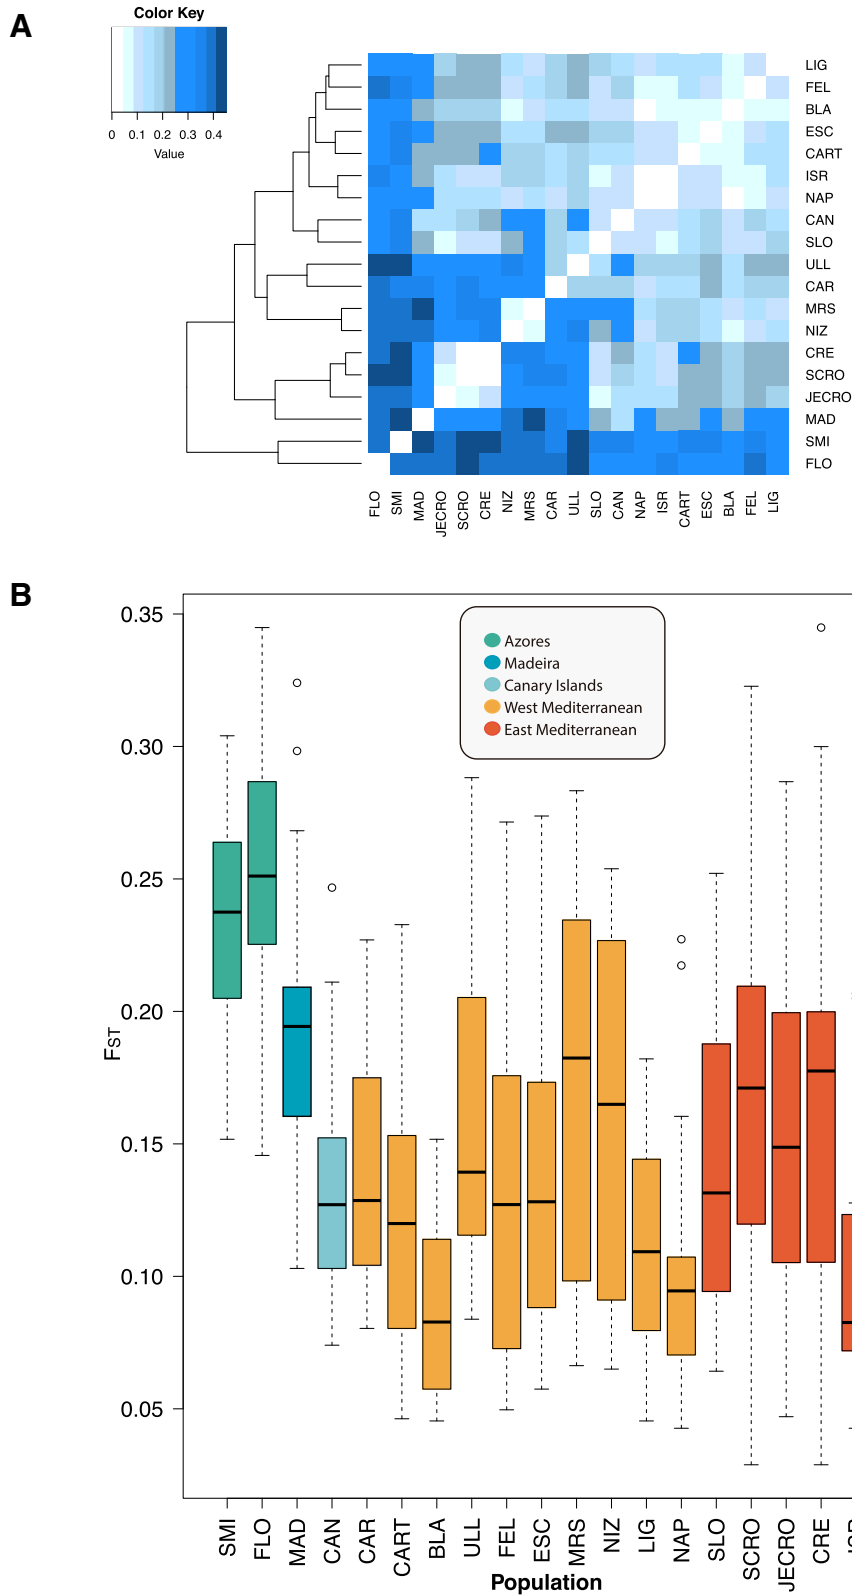 A
Color Key
0 0.1 0.2 0.3 0.4
Value
LIG
FEL
BLA
ESC
CART
ISR
NAP
CAN
SLO
ULL
CAR
MRS
NIZ
CRE
SCRO
JECRO
MAD
SMI
FLO
FLO SMI MAD JECRO SCRO CRE NIZ MRS CAR ULL SLO CAN NAP ISR CART ESC BLA FEL LIG
B
0.35
0.30
0.25
0.20
0.15
0.10
0.05
FST
Azores
Madeira
Canary Islands
West Mediterranean
East Mediterranean
SMI FLO MAD CAN CAR CART BLA ULL FEL ESC MRS NIZ LIG NAP SLO SCRO JECRO CRE
Population